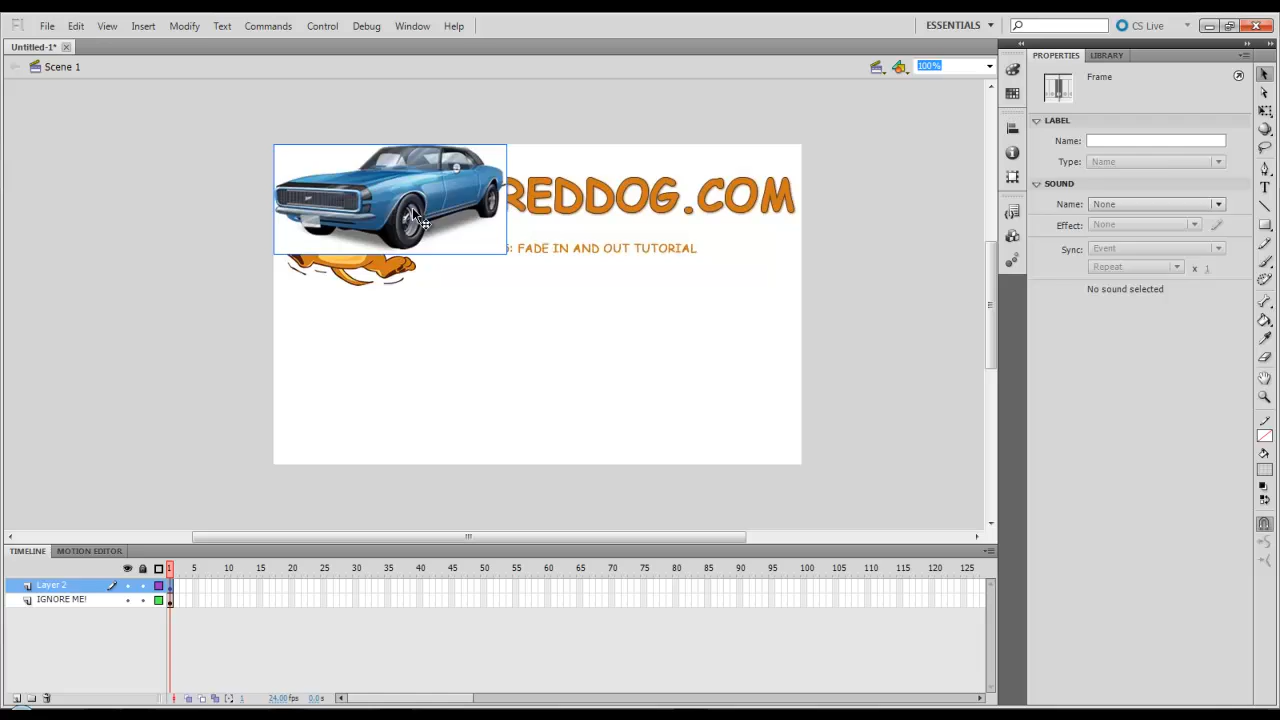 Fl File Edit View Insert Modify Text Commands Control Debug Window Help ESSENTIALS CS Live
Untitled-1*
Scene 1 100%
PROPERTIES LIBRARY
Frame
LABEL
Name:
Type: Name
SOUND
Name: None
Effect: None
Sync: Event
Repeat x 1
No sound selected
REDDOG.COM
: FADE IN AND OUT TUTORIAL
TIMELINE MOTION EDITOR
1 5 10 15 20 25 30 35 40 45 50 55 60 65 70 75 80 85 90 95 100 105 110 115 120 125
Layer 2
IGNORE ME!
1 24.00 fps 0.0 s